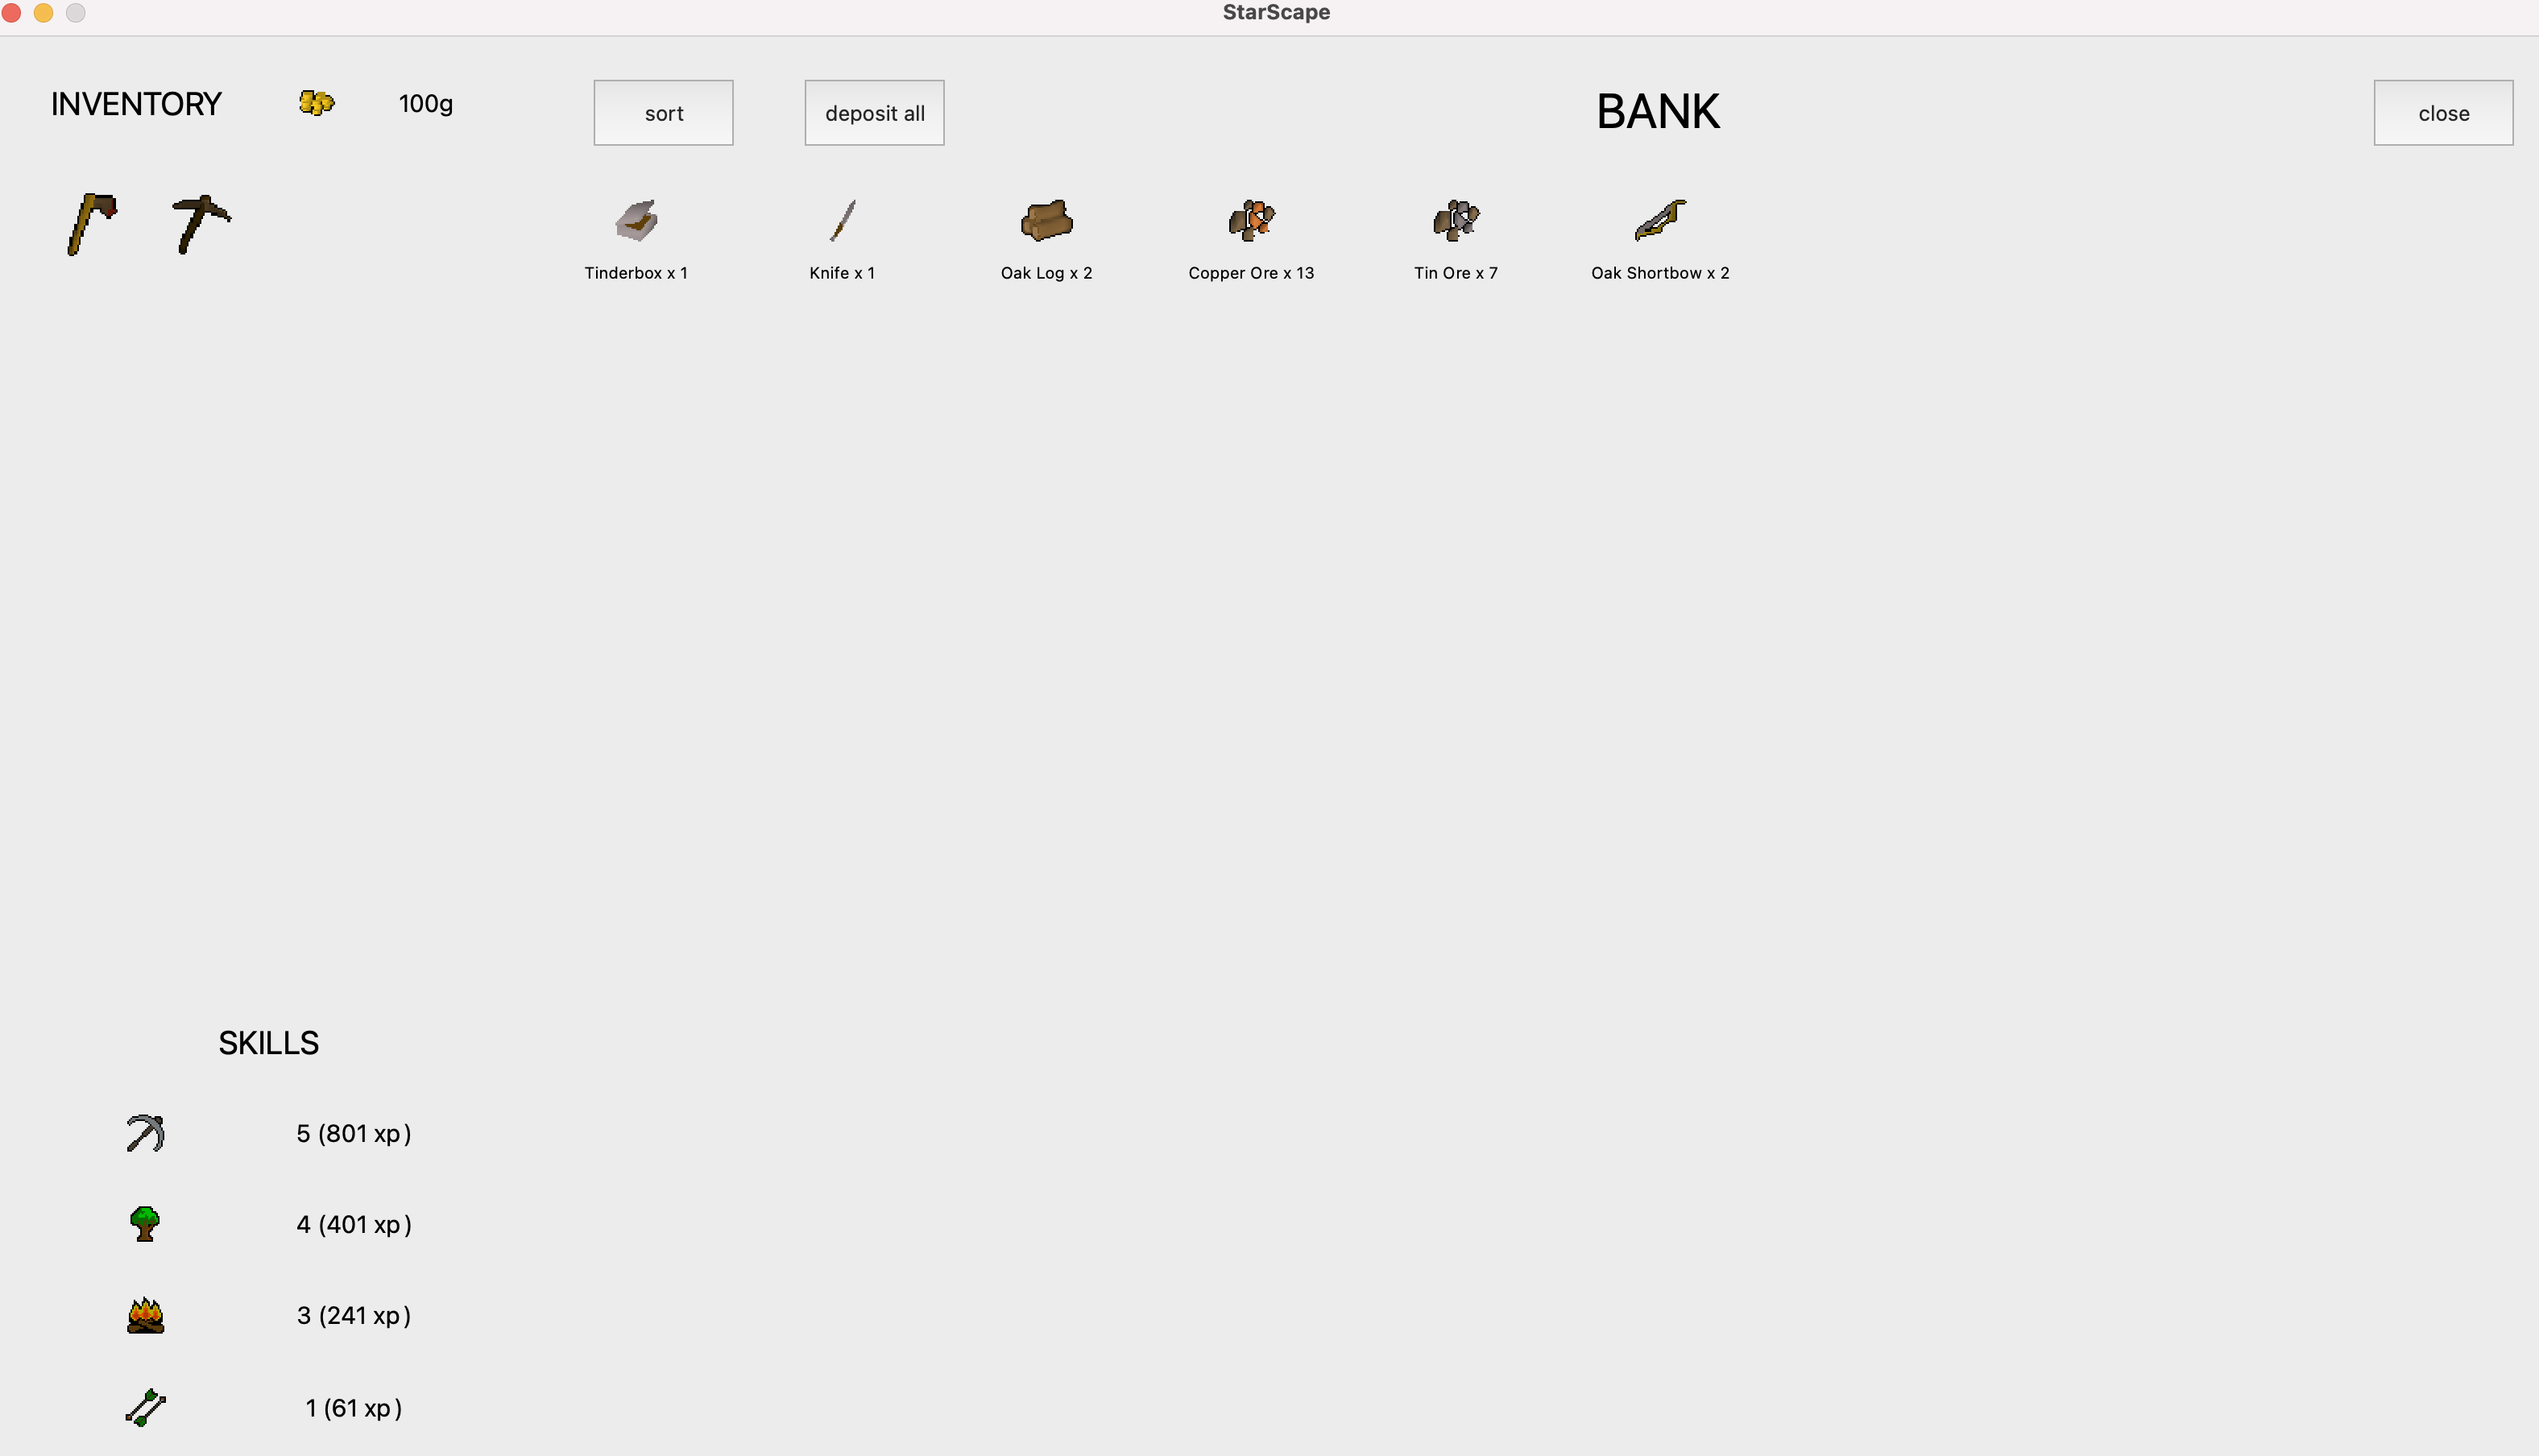 StarScape
INVENTORY
100g
sort
deposit all
BANK
close
Tinderbox x 1
Knife x 1
Oak Log x 2
Copper Ore x 13
Tin Ore x 7
Oak Shortbow x 2
SKILLS
5 (801 xp)
4 (401 xp)
3 (241 xp)
1 (61 xp)